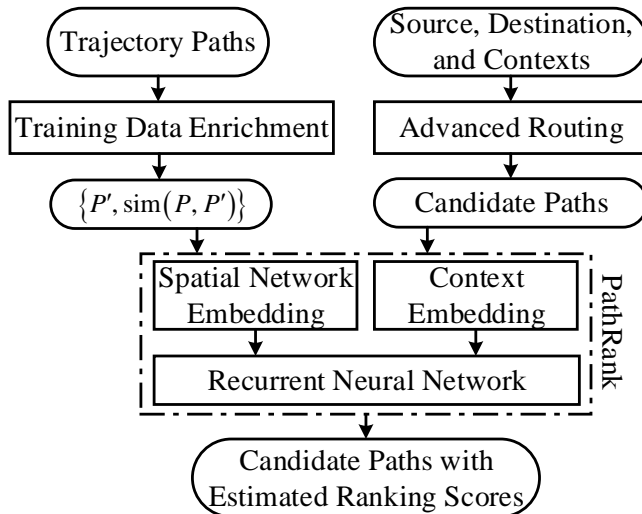 Trajectory Paths
Source, Destination,
and Contexts
Training Data Enrichment
Advanced Routing
{P′, sim(P, P′)}
Candidate Paths
Spatial Network
Embedding
Context
Embedding
PathRank
Recurrent Neural Network
Candidate Paths with
Estimated Ranking Scores